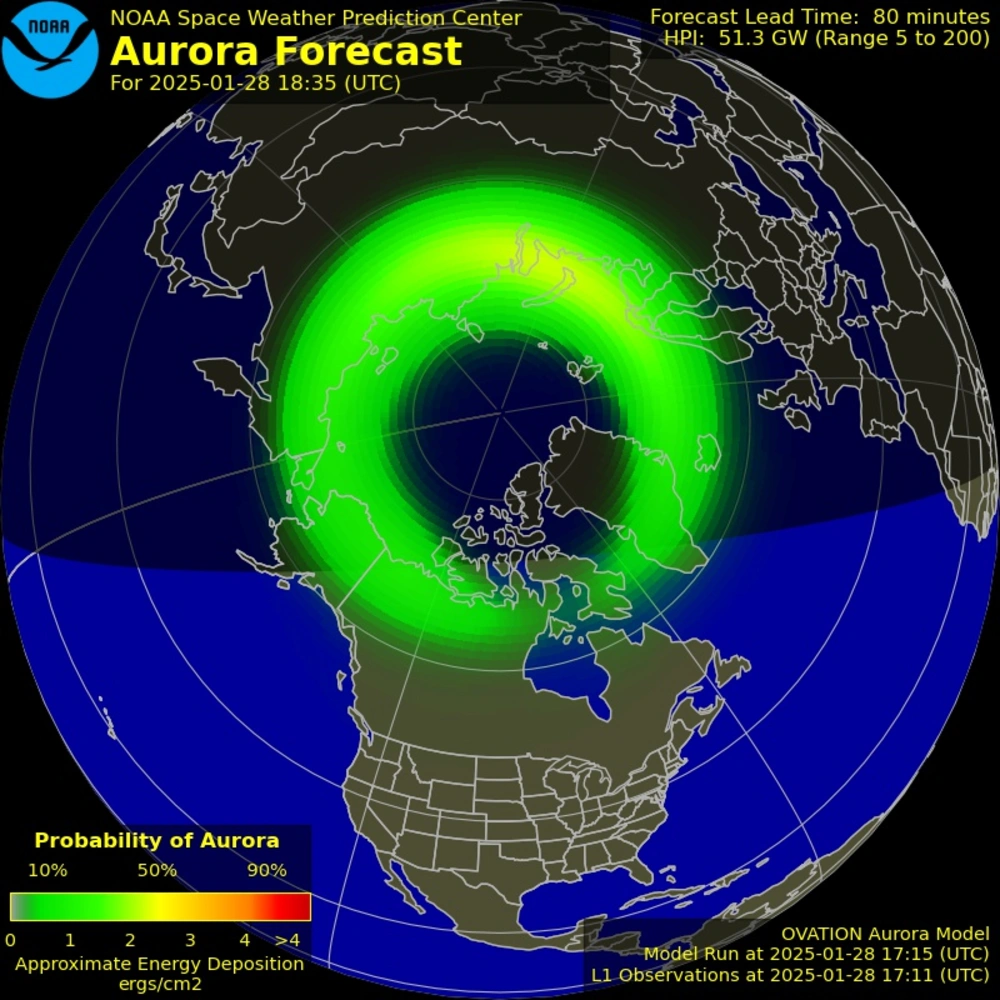 NOAA
NOAA Space Weather Prediction Center
Aurora Forecast
For 2025-01-28 18:35 (UTC)
Forecast Lead Time: 80 minutes
HPI: 51.3 GW (Range 5 to 200)
Probability of Aurora
10% 50% 90%
0 1 2 3 4 >4
Approximate Energy Deposition
ergs/cm2
OVATION Aurora Model
Model Run at 2025-01-28 17:15 (UTC)
L1 Observations at 2025-01-28 17:11 (UTC)